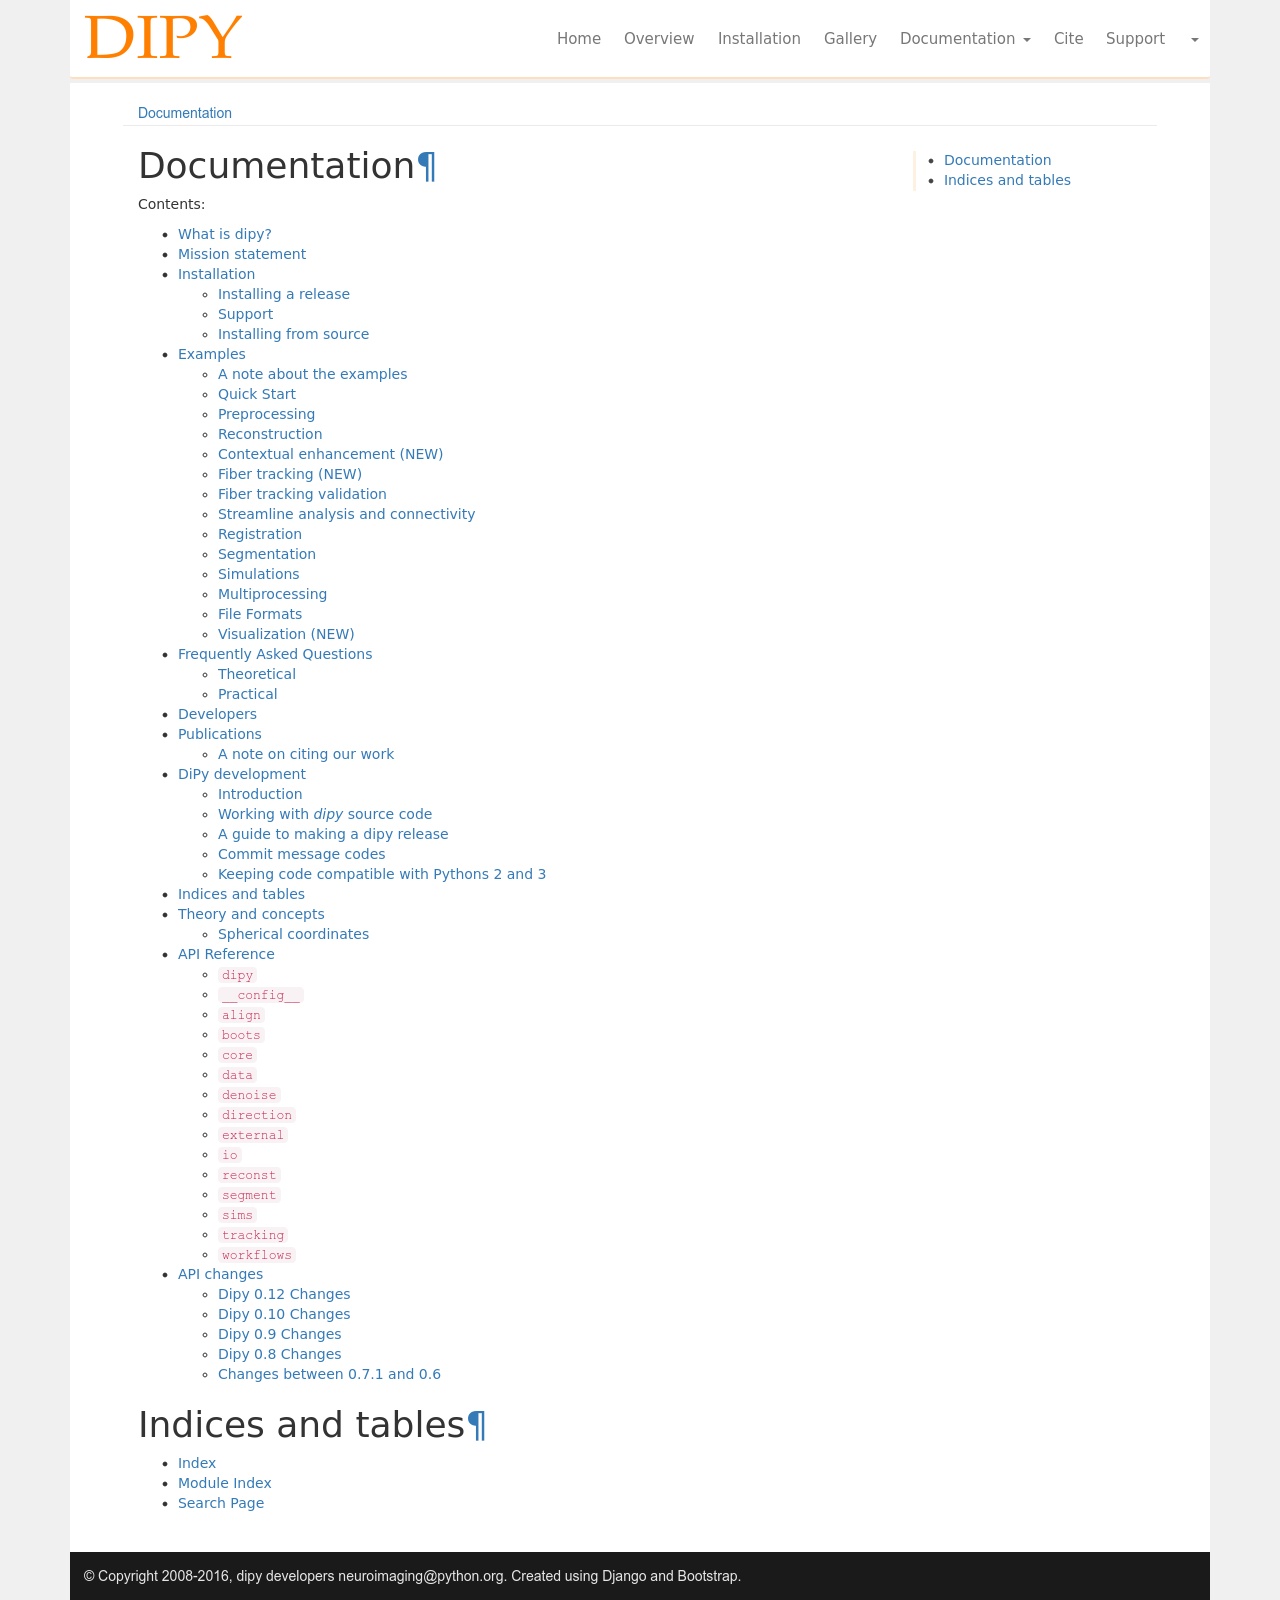 DIPY
Home Overview Installation Gallery Documentation Cite Support
Documentation
Documentation¶
Contents:
What is dipy?
Mission statement
Installation
Installing a release
Support
Installing from source
Examples
A note about the examples
Quick Start
Preprocessing
Reconstruction
Contextual enhancement (NEW)
Fiber tracking (NEW)
Fiber tracking validation
Streamline analysis and connectivity
Registration
Segmentation
Simulations
Multiprocessing
File Formats
Visualization (NEW)
Frequently Asked Questions
Theoretical
Practical
Developers
Publications
A note on citing our work
DiPy development
Introduction
Working with dipy source code
A guide to making a dipy release
Commit message codes
Keeping code compatible with Pythons 2 and 3
Indices and tables
Theory and concepts
Spherical coordinates
API Reference
dipy
__config__
align
boots
core
data
denoise
direction
external
io
reconst
segment
sims
tracking
workflows
API changes
Dipy 0.12 Changes
Dipy 0.10 Changes
Dipy 0.9 Changes
Dipy 0.8 Changes
Changes between 0.7.1 and 0.6
Indices and tables¶
Index
Module Index
Search Page
Documentation
Indices and tables
© Copyright 2008-2016, dipy developers neuroimaging@python.org. Created using Django and Bootstrap.